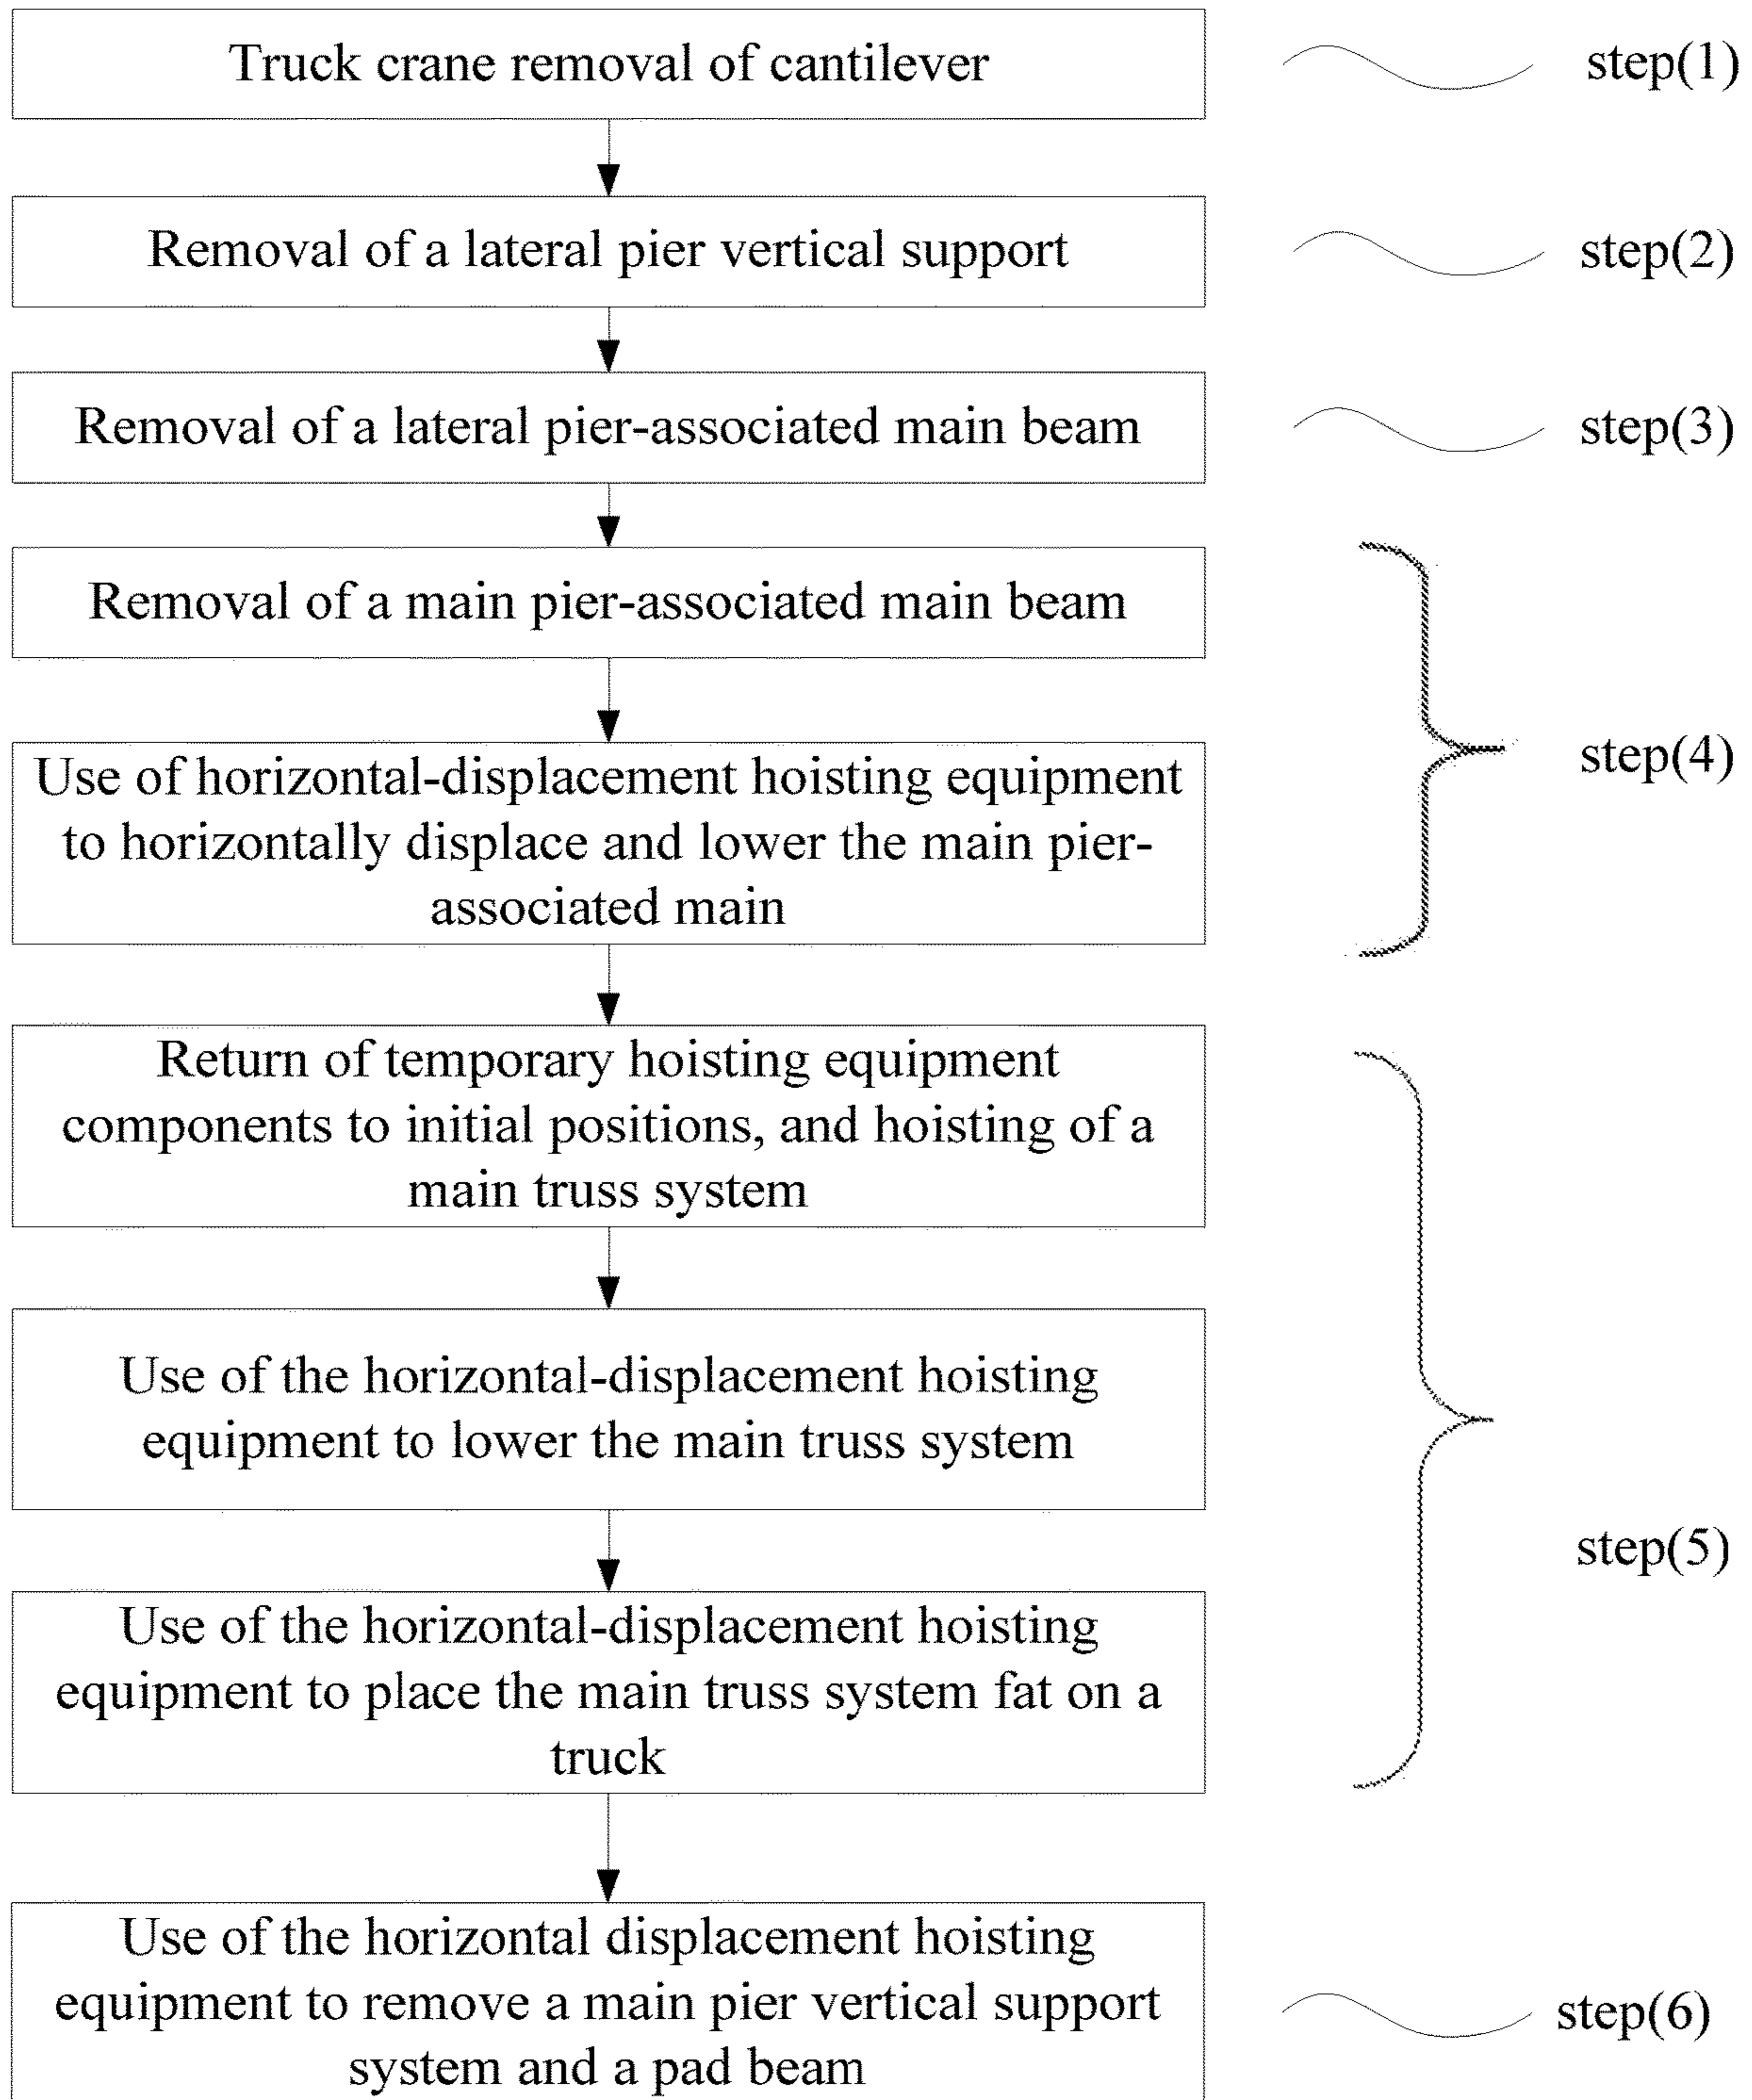 Truck crane removal of cantilever
step(1)
Removal of a lateral pier vertical support
step(2)
Removal of a lateral pier-associated main beam
step(3)
Removal of a main pier-associated main beam
Use of horizontal-displacement hoisting equipment
to horizontally displace and lower the main pier-
associated main
step(4)
Return of temporary hoisting equipment
components to initial positions, and hoisting of a
main truss system
Use of the horizontal-displacement hoisting
equipment to lower the main truss system
Use of the horizontal-displacement hoisting
equipment to place the main truss system fat on a
truck
step(5)
Use of the horizontal displacement hoisting
equipment to remove a main pier vertical support
system and a pad beam
step(6)